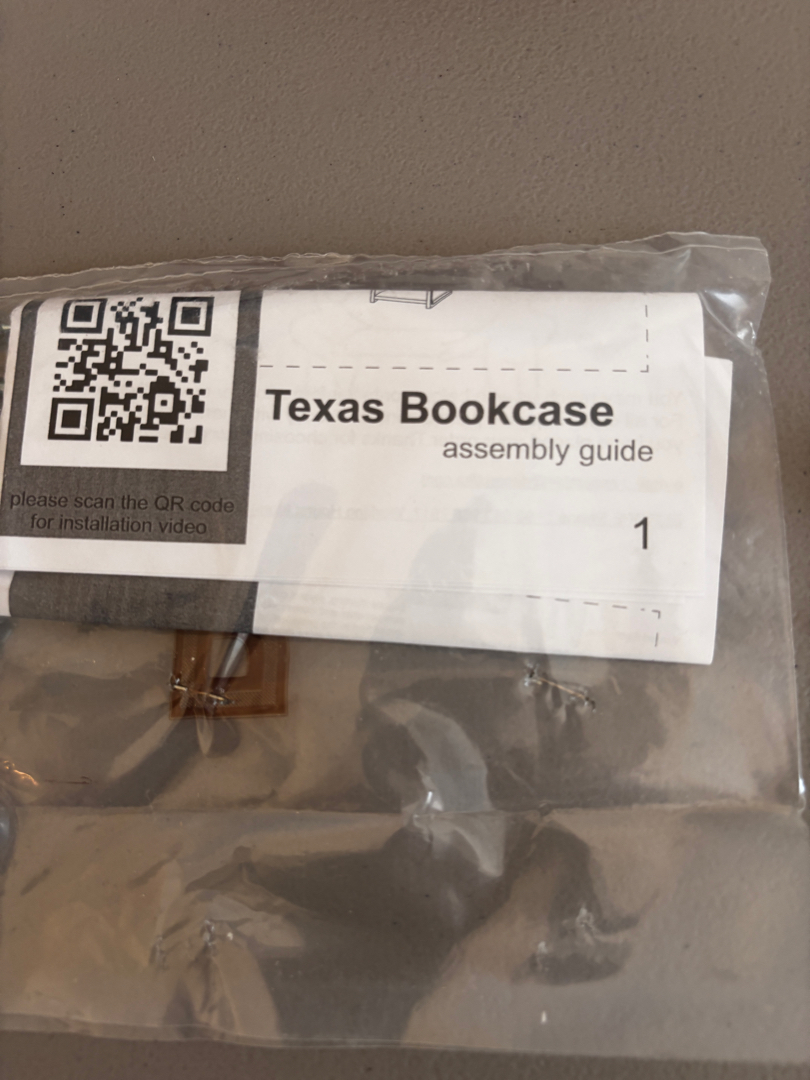 please scan the QR code
for installation video
Texas Bookcase
assembly guide
1